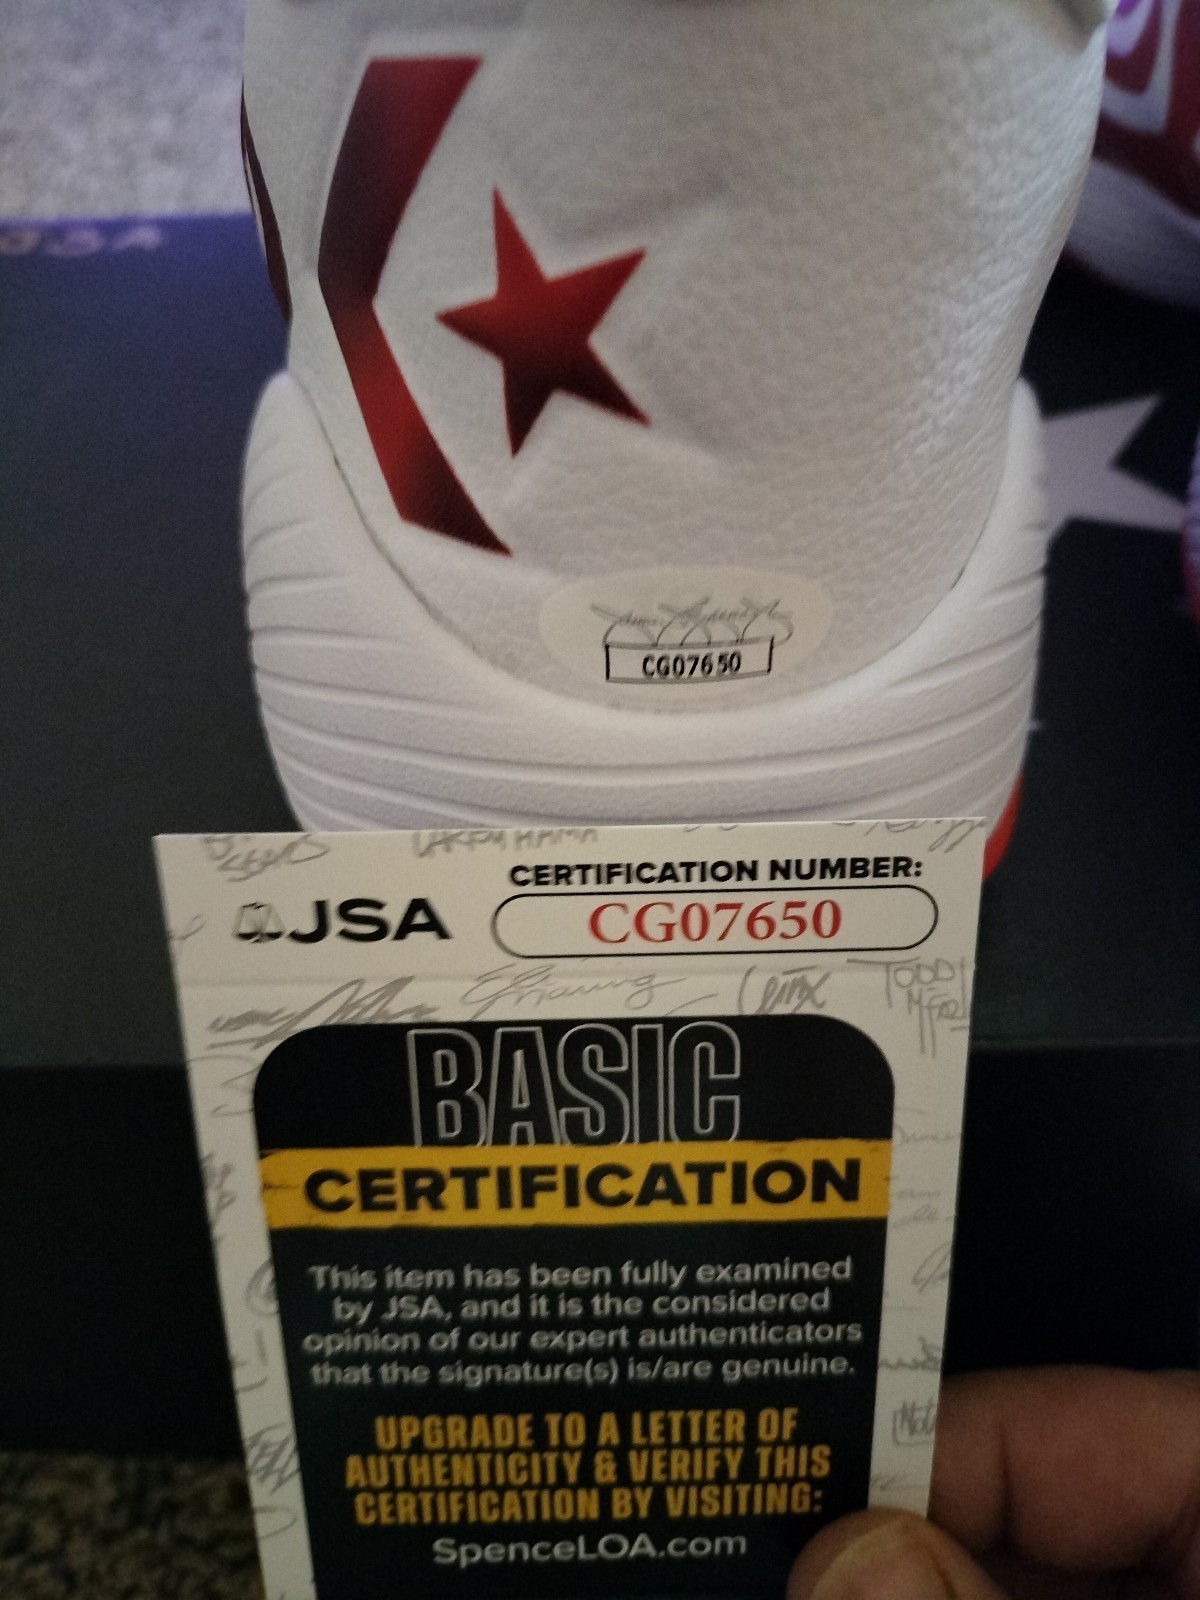 CG07650
JSA
CERTIFICATION NUMBER:
CG07650
TODD
BASIC
CERTIFICATION
This item has been fully examined
by JSA, and it is the considered
opinion of our expert authenticators
that the signature(s) is/are genuine.
UPGRADE TO A LETTER OF
AUTHENTICITY & VERIFY THIS
CERTIFICATION BY VISITING:
SpenceLOA.com